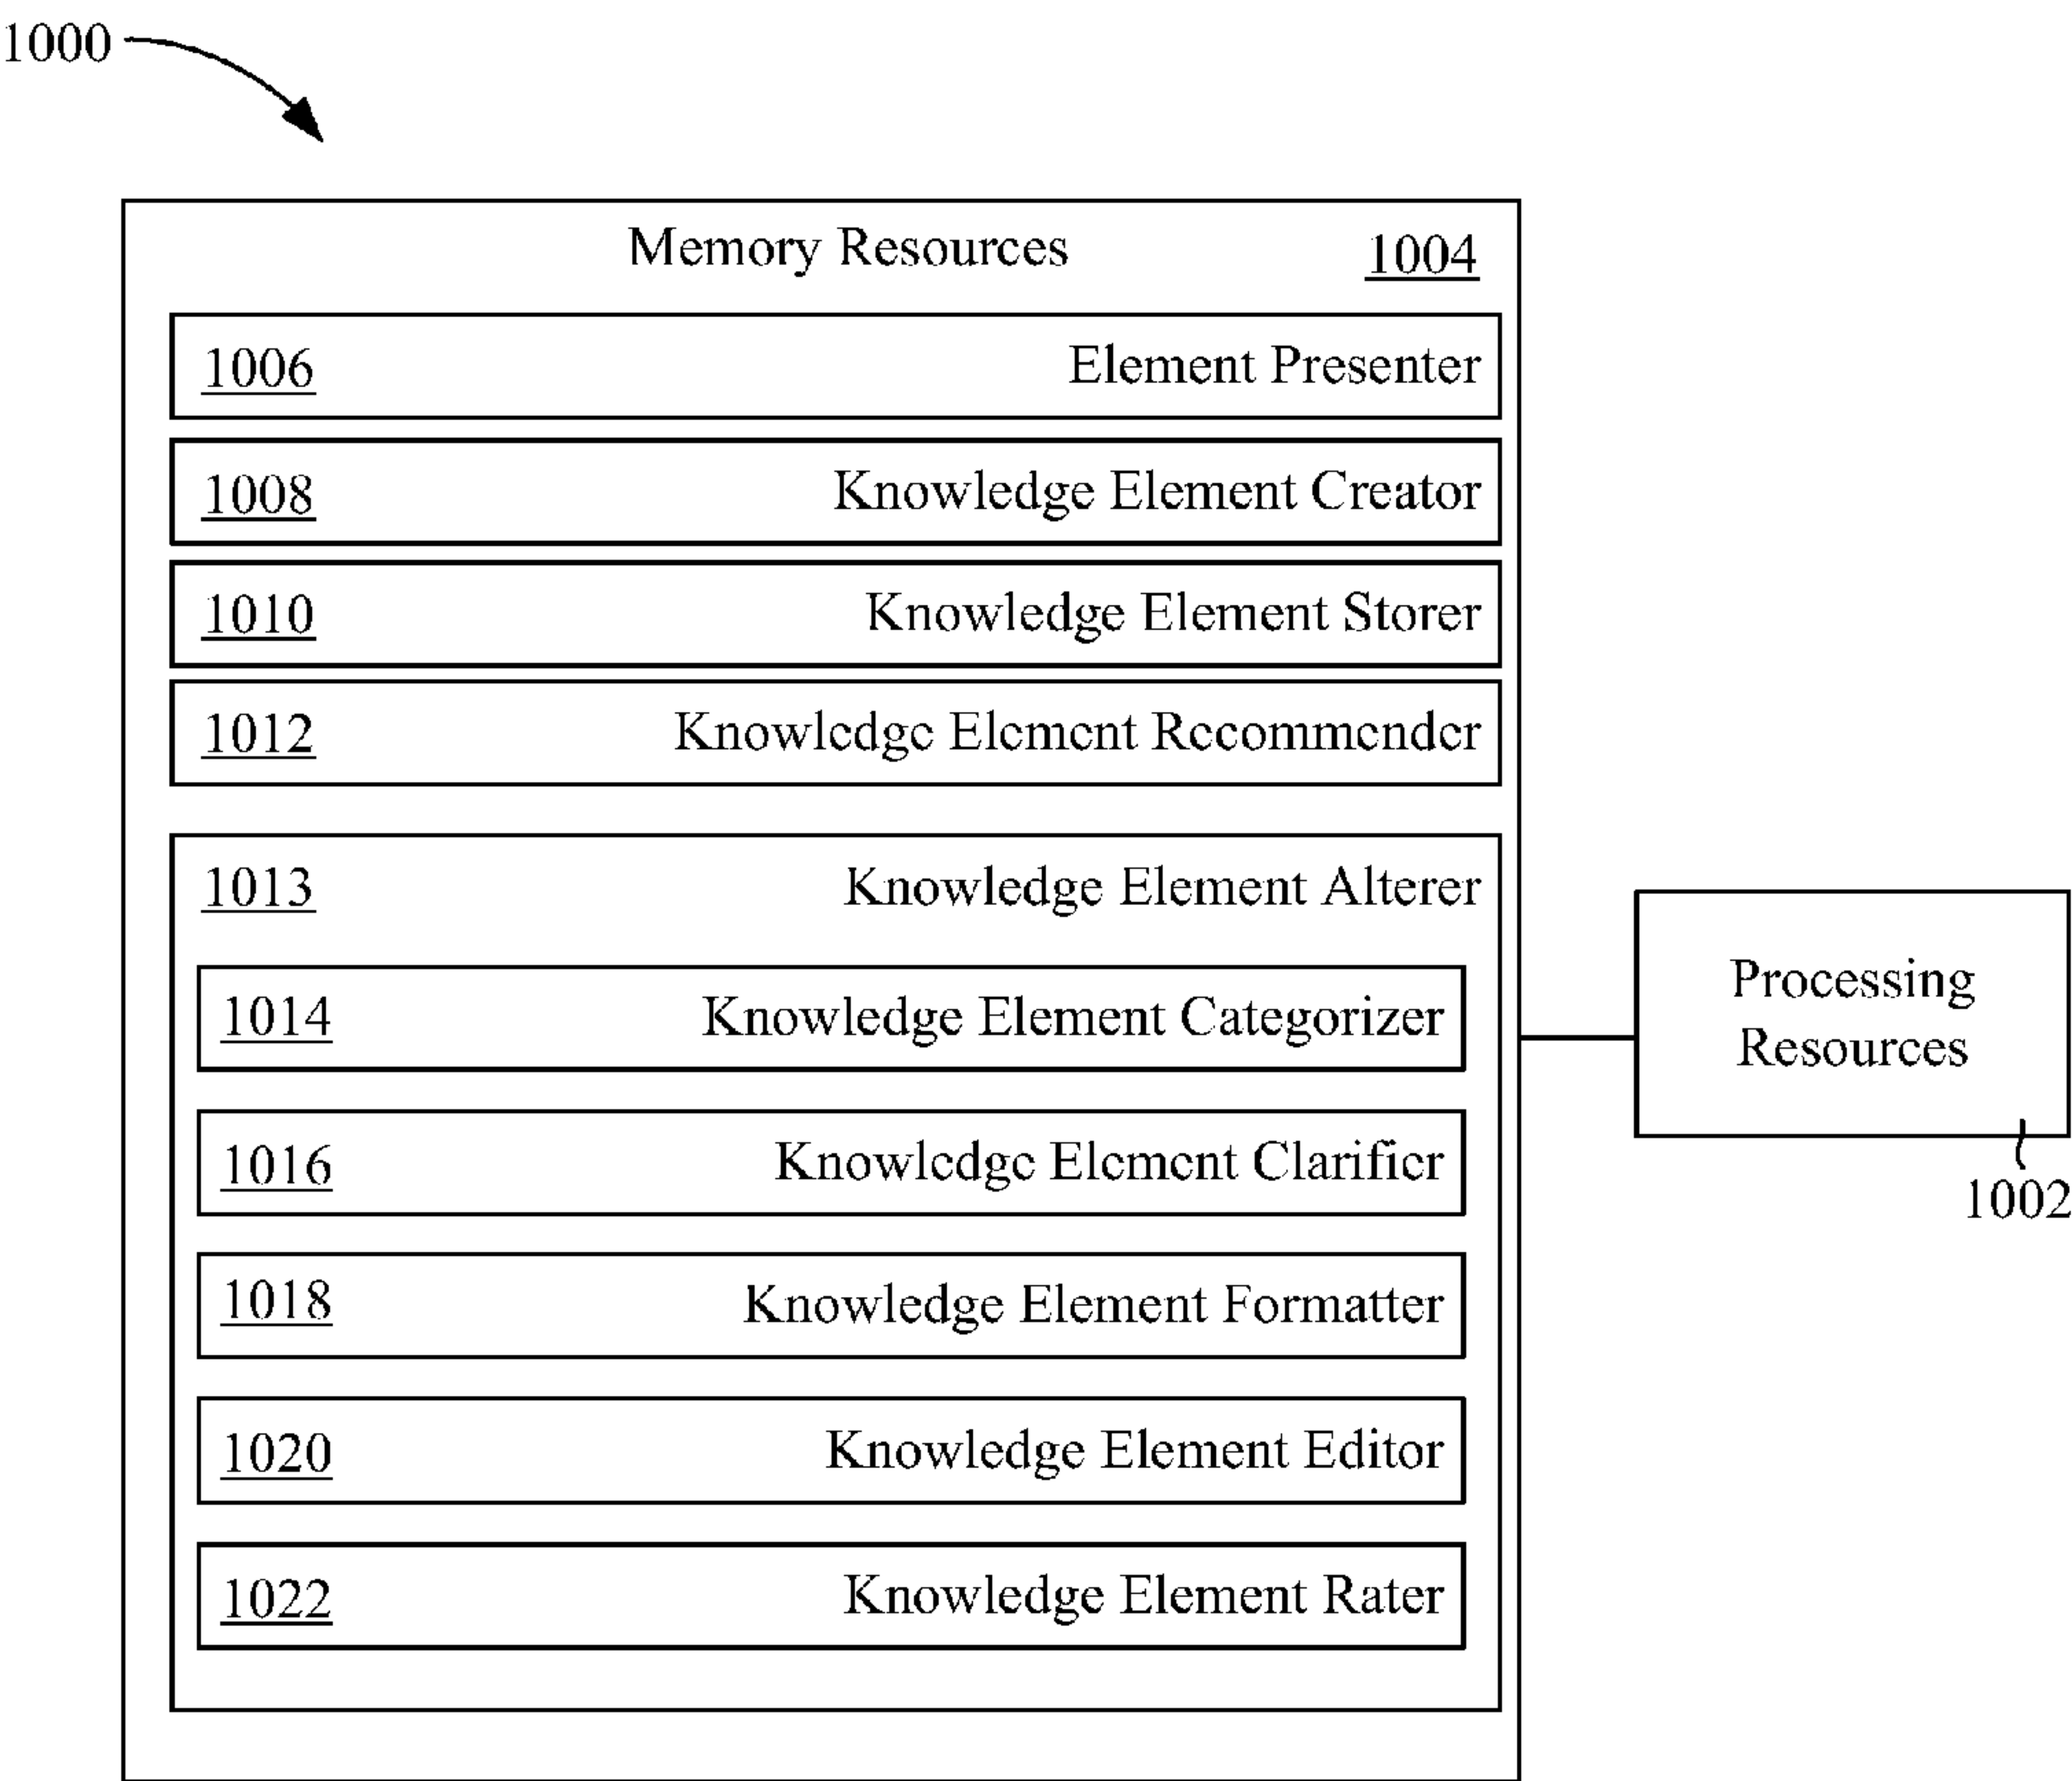 1000
Memory Resources 1004
1006 Element Presenter
1008 Knowledge Element Creator
1010 Knowledge Element Storer
1012 Knowledge Element Recommender
1013 Knowledge Element Alterer
1014 Knowledge Element Categorizer
1016 Knowledge Element Clarifier
1018 Knowledge Element Formatter
1020 Knowledge Element Editor
1022 Knowledge Element Rater
Processing
Resources
1002